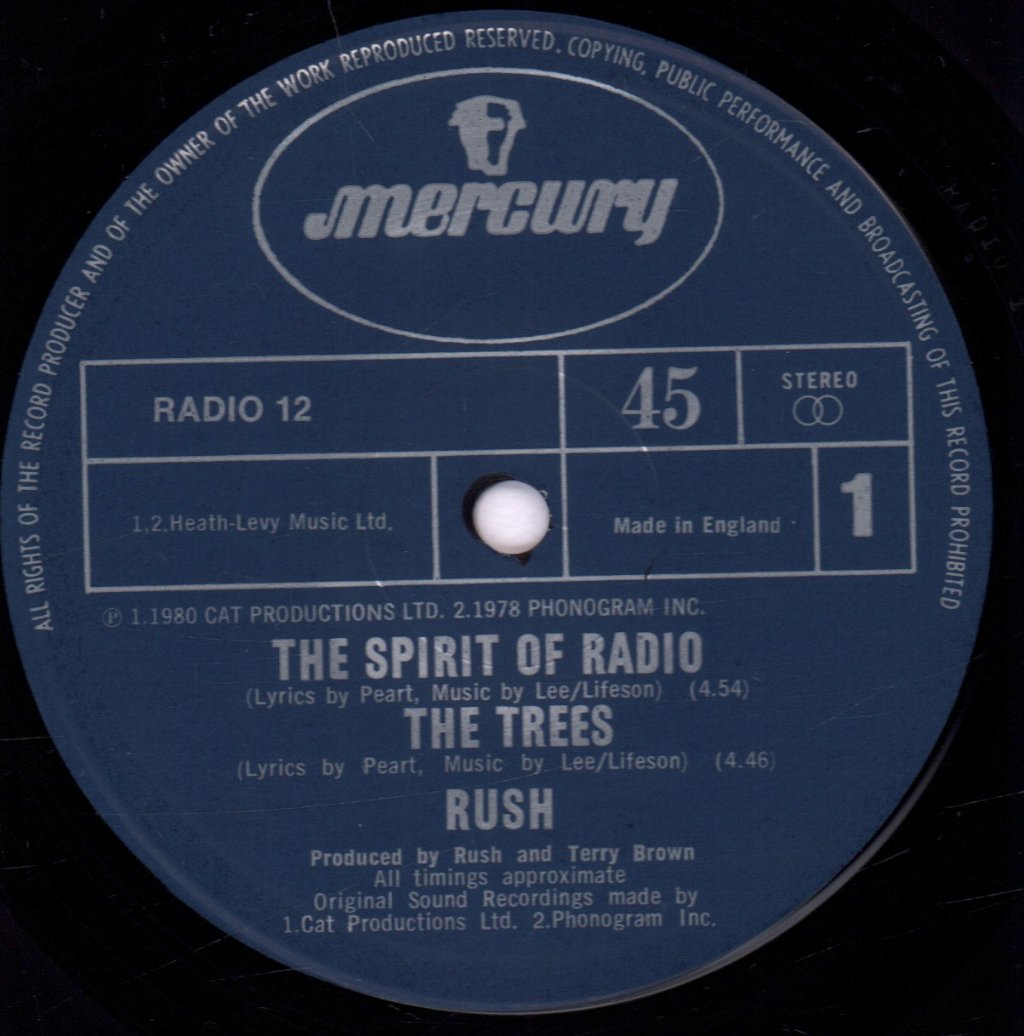 ALL RIGHTS OF THE RECORD PRODUCER AND OF THE OWNER OF THE WORK REPRODUCED RESERVED. COPYING, PUBLIC PERFORMANCE AND BROADCASTING OF THIS RECORD PROHIBITED
mercury
RADIO 12
45
STEREO
1,2.Heath-Levy Music Ltd.
Made in England
1
℗ 1.1980 CAT PRODUCTIONS LTD. 2.1978 PHONOGRAM INC.
THE SPIRIT OF RADIO
(Lyrics by Peart, Music by Lee/Lifeson) (4.54)
THE TREES
(Lyrics by Peart, Music by Lee/Lifeson) (4.46)
RUSH
Produced by Rush and Terry Brown
All timings approximate
Original Sound Recordings made by
1.Cat Productions Ltd. 2.Phonogram Inc.